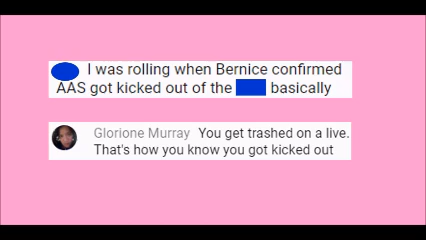 I was rolling when Bernice confirmed
AAS got kicked out of the basically
Glorione Murray You get trashed on a live.
That's how you know you got kicked out